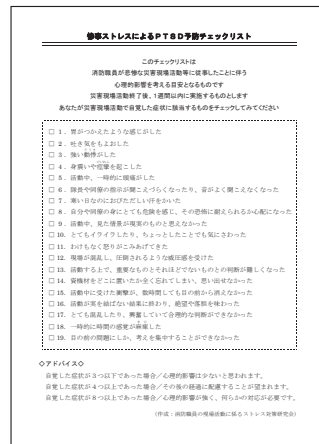 惨事ストレスによるPTSD予防チェックリスト
このチェックリストは
消防職員が悲惨な災害現場活動等に従事したことに伴う
心理的影響を考える目安となるものです
災害現場活動終了後、1週間以内に実施するものとします
あなたが災害現場活動で自覚した症状に該当するものをチェックしてみてください
□ 1. 胃がつかえたような感じがした
□ 2. 吐き気をもよおした
□ 3. 強い動悸がした
□ 4. 身震いや痙攣を起こした
□ 5. 活動中、一時的に頭痛がした
□ 6. 隊長や同僚の指示が聞こえづらくなったり、音がよく聞こえなくなった
□ 7. 寒い日なのにおびただしい汗をかいた
□ 8. 自分や同僚の身にとても危険を感じ、その恐怖に耐えられるか心配になった
□ 9. 活動中、見た情景が現実のものと思えなかった
□ 10. とてもイライラしたり、ちょっとしたことでも気にさわった
□ 11. わけもなく怒りがこみあげてきた
□ 12. 現場が混乱し、圧倒されるような威圧感を受けた
□ 13. 活動する上で、重要なものとそれほどでないものとの判断が難しくなった
□ 14. 資機材をどこに置いたか全く忘れてしまい、思い出せなかった
□ 15. 活動中に受けた衝撃が、数時間しても目の前から消えなかった
□ 16. 活動が実を結ばない結果に終わり、絶望や落胆を味わった
□ 17. とても混乱したり、興奮していて合理的な判断ができなかった
□ 18. 一時的に時間の感覚が麻痺した
□ 19. 目の前の問題にしか、考えを集中することができなかった
◇アドバイス◇
自覚した症状が3つ以下であった場合／心理的影響は少ないと思われます。
自覚した症状が4つ以上であった場合／その後の経過に配慮することが望まれます。
自覚した症状が8つ以上であった場合／心理的影響が強く、何らかの対応が必要です。
(作成：消防職員の現場活動に係るストレス対策研究会)